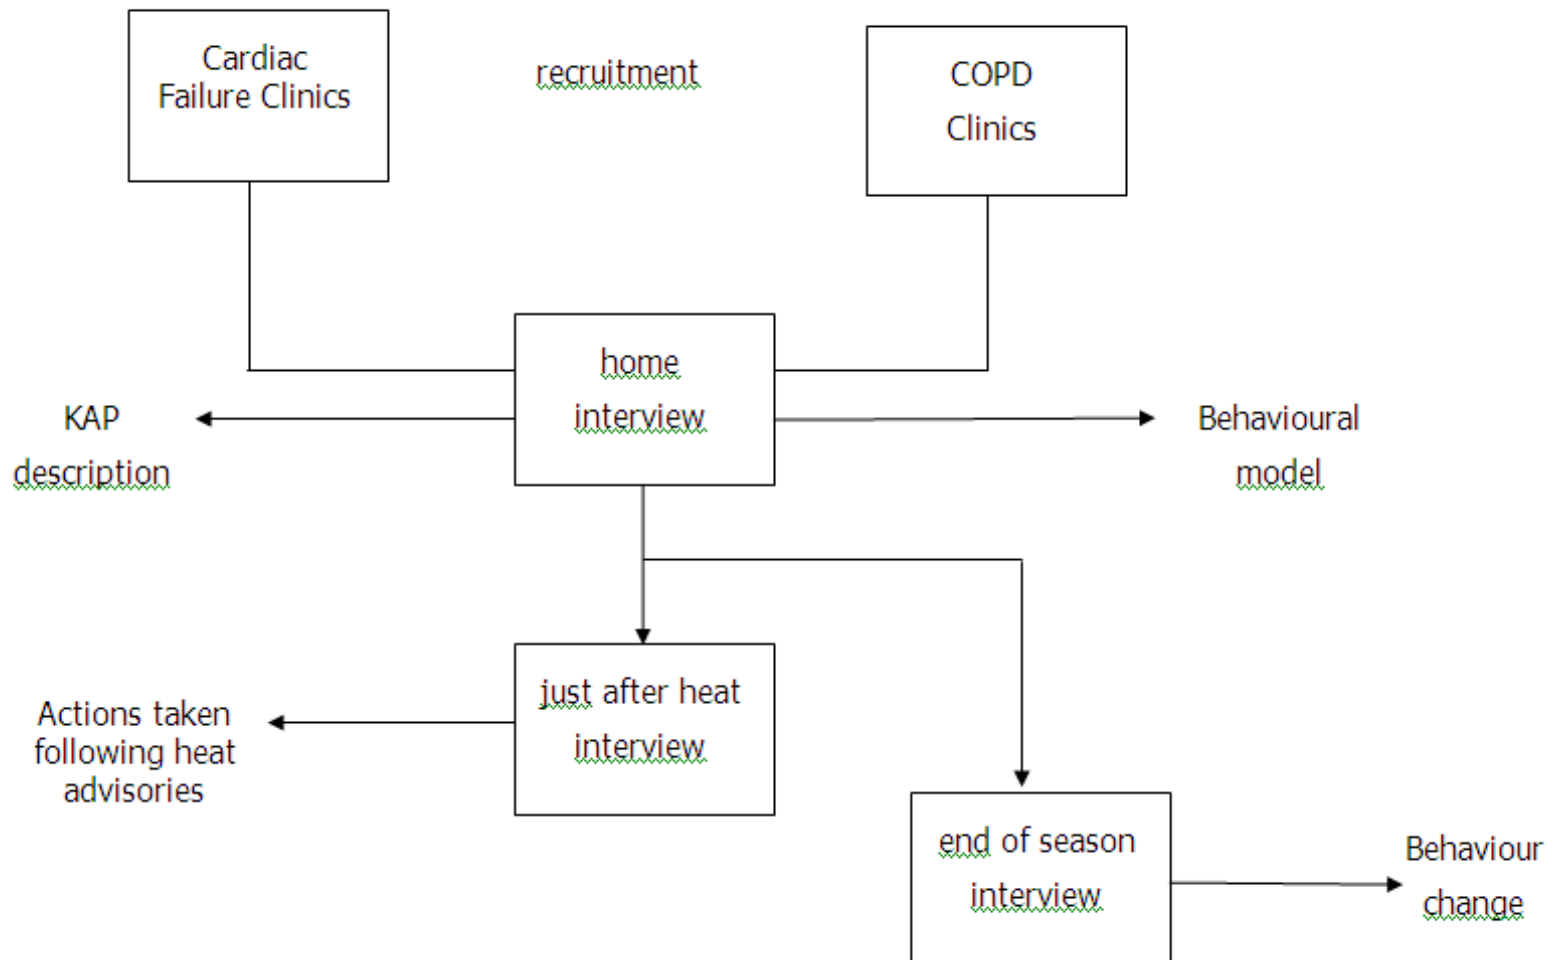 Cardiac
Failure Clinics
recruitment
COPD
Clinics
home
interview
KAP
description
Behavioural
model
just after heat
interview
Actions taken
following heat
advisories
end of season
interview
Behaviour
change